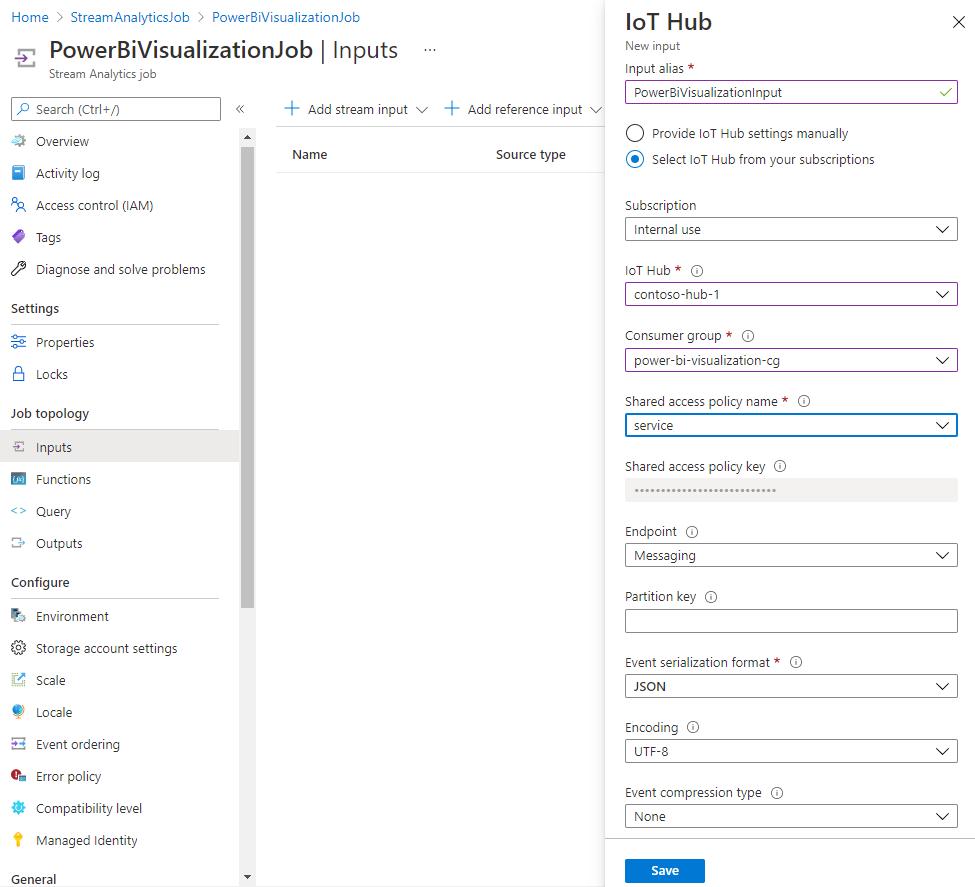 Home > StreamAnalyticsJob > PowerBiVisualizationJob
PowerBiVisualizationJob | Inputs ...
Stream Analytics job
Search (Ctrl+/)
«
Overview
Activity log
Access control (IAM)
Tags
Diagnose and solve problems
Settings
Properties
Locks
Job topology
Inputs
Functions
Query
Outputs
Configure
Environment
Storage account settings
Scale
Locale
Event ordering
Error policy
Compatibility level
Managed Identity
General
+ Add stream input
+ Add reference input
Name Source type
IoT Hub
New input
Input alias *
PowerBiVisualizationInput
Provide IoT Hub settings manually
Select IoT Hub from your subscriptions
Subscription
Internal use
IoT Hub *
contoso-hub-1
Consumer group *
power-bi-visualization-cg
Shared access policy name *
service
Shared access policy key
•••••••••••••••••••••••••••
Endpoint
Messaging
Partition key
Event serialization format *
JSON
Encoding
UTF-8
Event compression type
None
Save